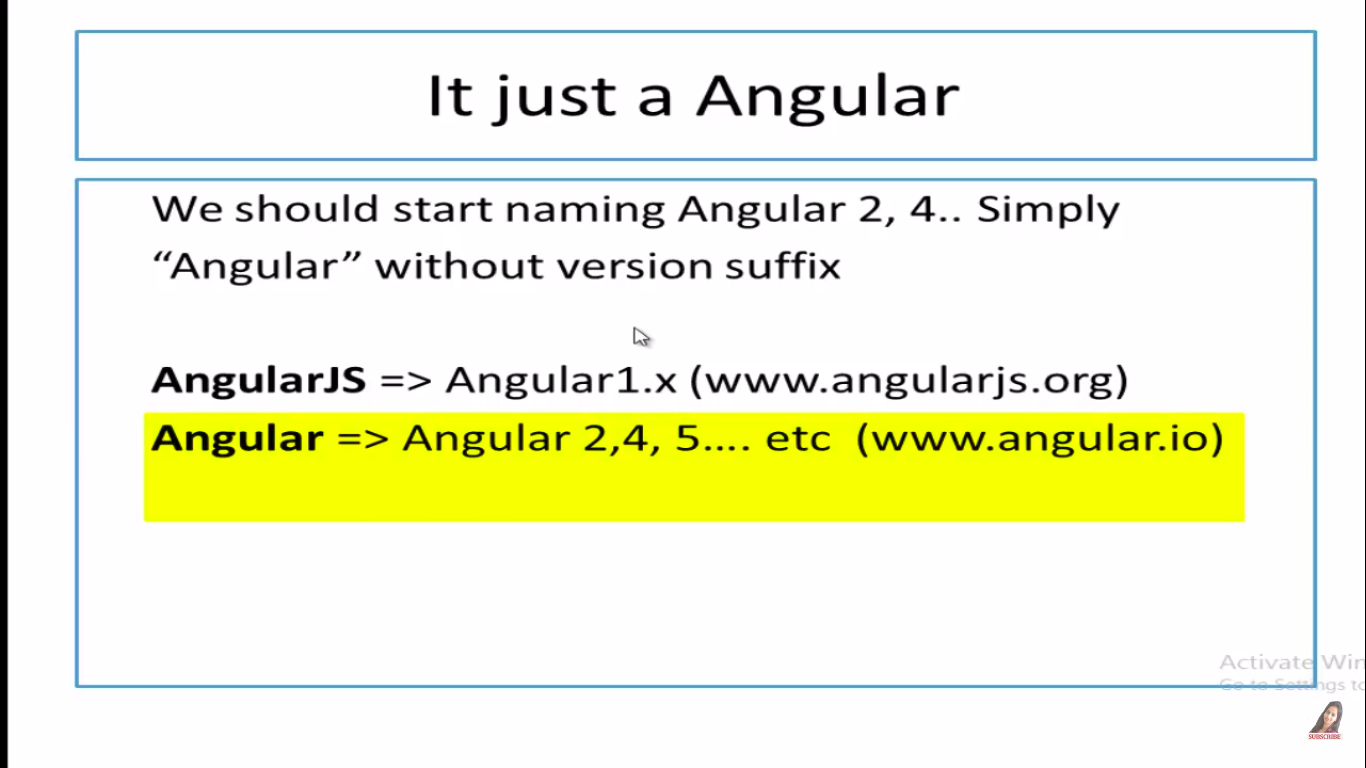 It just a Angular
We should start naming Angular 2, 4.. Simply
“Angular” without version suffix
AngularJS => Angular1.x (www.angularjs.org)
Angular => Angular 2,4, 5.... etc (www.angular.io)
Activate Win
Go to Settings to
SUBSCRIBE